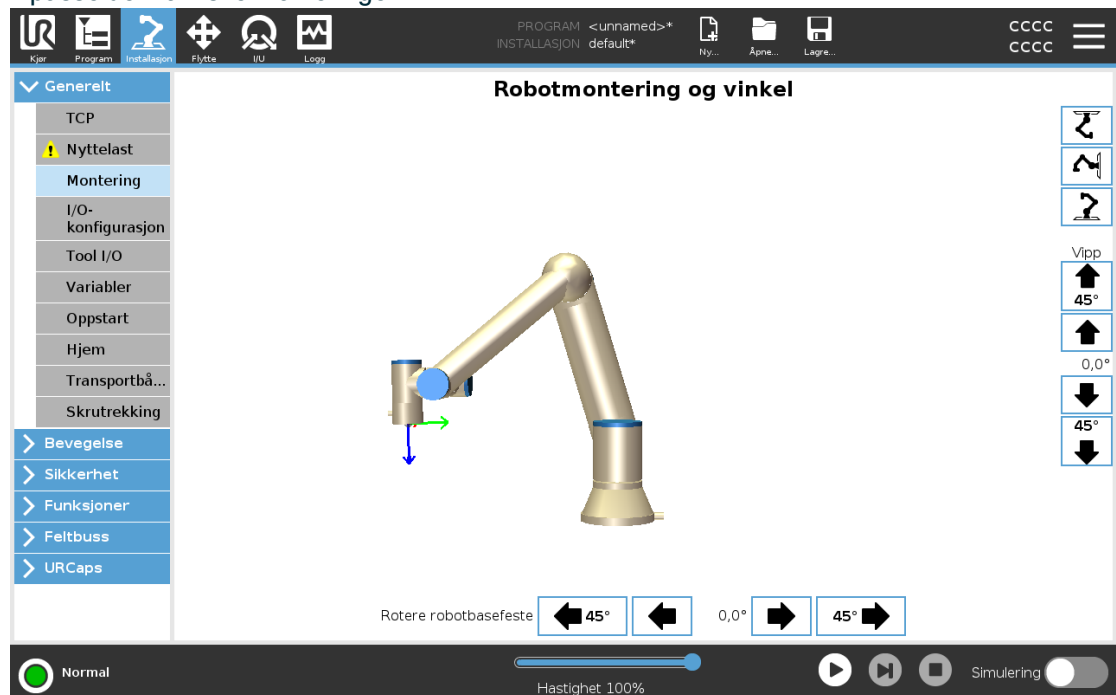 PROGRAM <unnamed>*
INSTALLASJON default*
Kjør Program Installasjon Flytte I/U Logg
Ny... Åpne... Lagre...
CCCC
CCCC
Generelt
TCP
Nyttelast
Montering
I/O-
konfigurasjon
Tool I/O
Variabler
Oppstart
Hjem
Transportbå...
Skrutrekking
Bevegelse
Sikkerhet
Funksjoner
Feltbuss
URCaps
Robotmontering og vinkel
Vipp
45°
0,0°
45°
Rotere robotbasefeste 45° 0,0° 45°
Normal
Hastighet 100%
Simulering